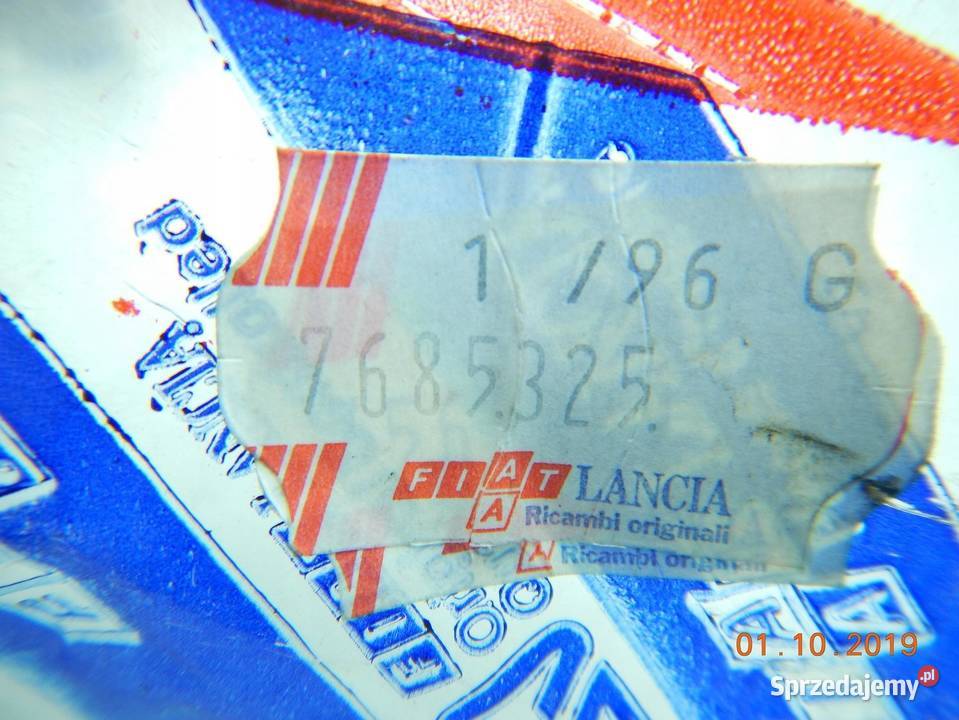 1 /96 G
7685325.
FIAT LANCIA
A Ricambi originali
A Ricambi originali
01.10.2019
Sprzedajemy.pl